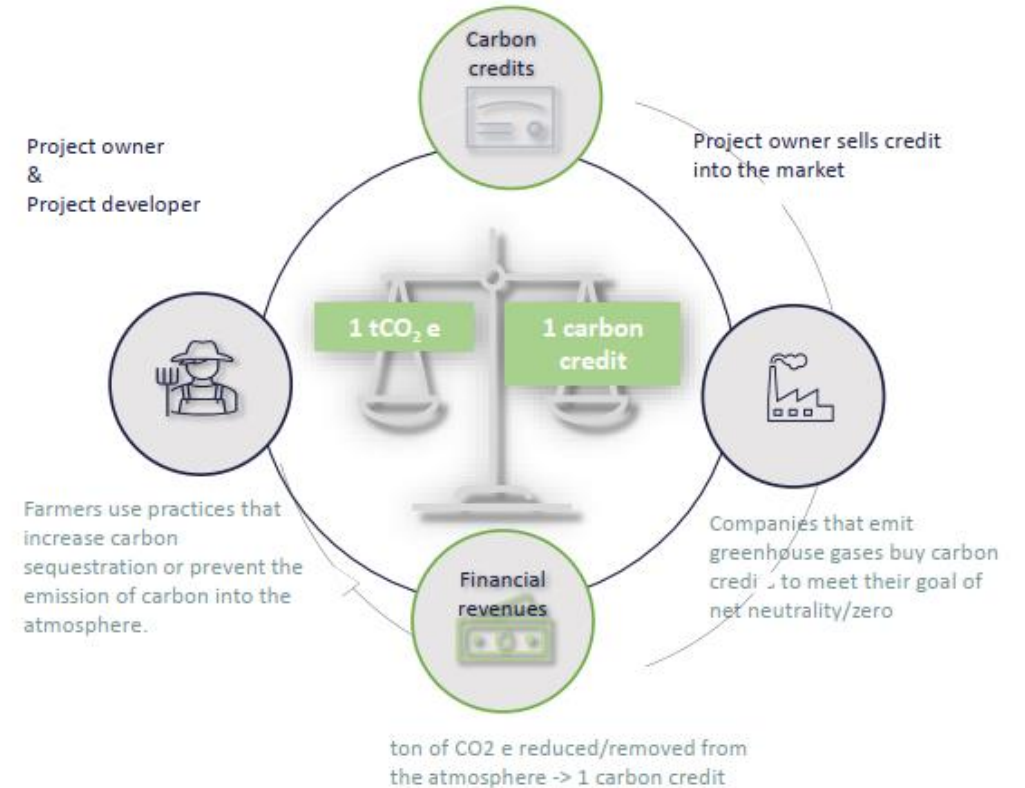 Carbon
credits
Project owner
&
Project developer
Project owner sells credit
into the market
1 tCO₂ e
1 carbon
credit
Farmers use practices that
increase carbon
sequestration or prevent the
emission of carbon into the
atmosphere.
Companies that emit
greenhouse gases buy carbon
to meet their goal of
net neutrality/zero
Financial
revenues
ton of CO2 e reduced/removed from
the atmosphere -> 1 carbon credit